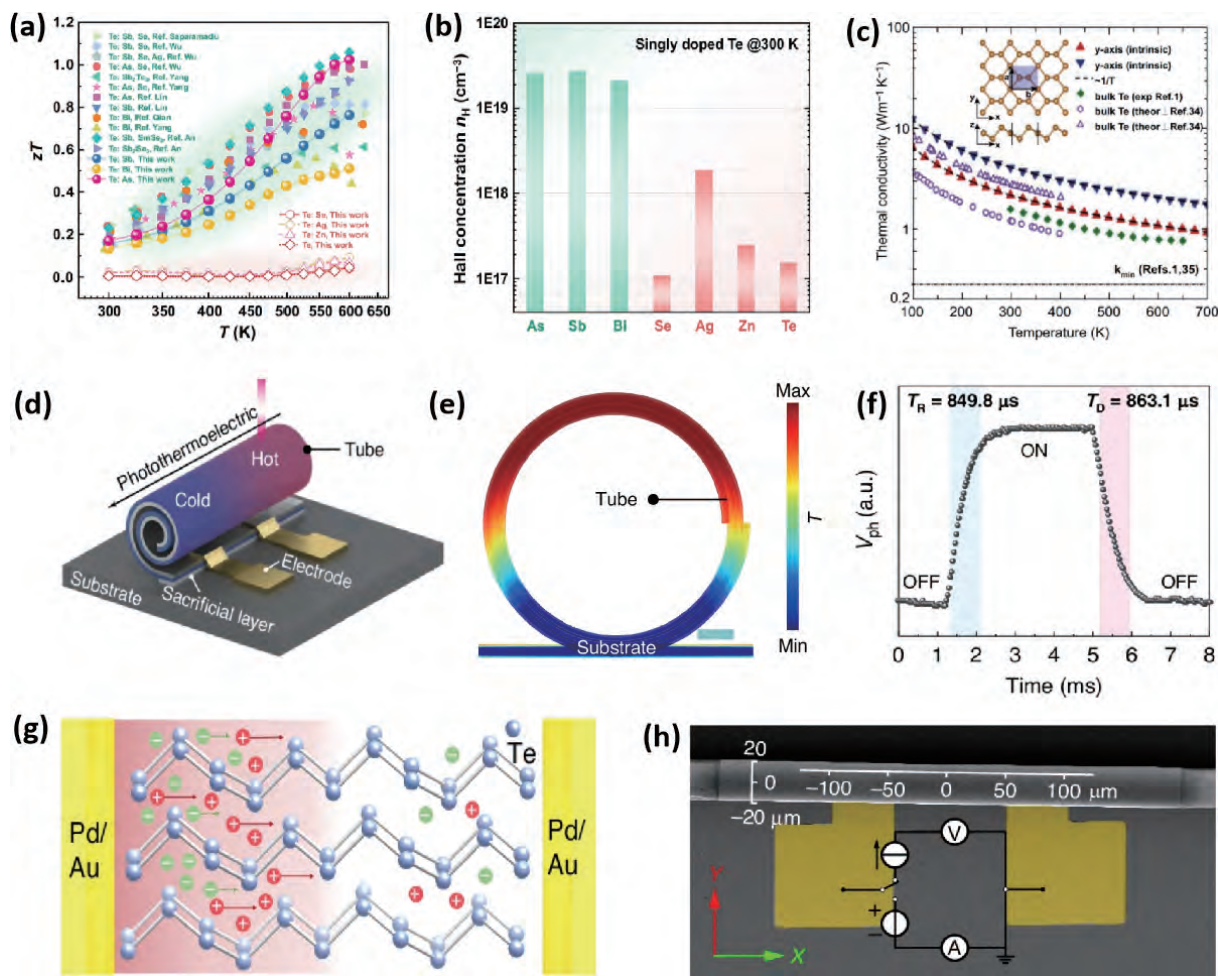 (a)
zT
1.2
1.0
0.8
0.6
0.4
0.2
0.0
Te: Sb, Se, Ref. Saparamadu
Te: Sb, Se, Ref. Wu
Te: Sb, Se, Ag, Ref. Wu
Te: As, Se, Ref. Wu
Te: Sb₂Te₃, Ref. Yang
Te: As, Se, Ref. Yang
Te: As, Ref. Lin
Te: Sb, Ref. Lin
Te: Bi, Ref. Qian
Te: Bi, Ref. Yang
Te: Sb, SmSe₂, Ref. An
Te: Sb₂Se₃, Ref. An
Te: Sb, This work
Te: Bi, This work
Te: As, This work
Te: Se, This work
Te: Ag, This work
Te: Zn, This work
Te, This work
300 350 400 450 500 550 600 650
T (K)
(b)
Hall concentration nH (cm⁻³)
1E20
1E19
1E18
1E17
Singly doped Te @300 K
As Sb Bi Se Ag Zn Te
(c)
Thermal conductivity (Wm⁻¹ K⁻¹)
100
10
1
0.2
y-axis (intrinsic)
y-axis (intrinsic)
~1/T
bulk Te (exp Ref.1)
bulk Te (theor ⊥ Ref.34)
bulk Te (theor ⊥ Ref.34)
a
b
y
x
z
x
kmin (Refs.1,35)
100 200 300 400 500 600 700
Temperature (K)
(d)
Photothermoelectric
Hot
Cold
Tube
Electrode
Sacrificial layer
Substrate
(e)
Tube
Substrate
Max
T
Min
(f)
TR = 849.8 μs
TD = 863.1 μs
Vph (a.u.)
ON
OFF
OFF
0 1 2 3 4 5 6 7 8
Time (ms)
(g)
Pd/
Au
Te
Pd/
Au
(h)
20
0
−20 μm
−100 −50 0 50 100 μm
V
+
−
A
Y
X